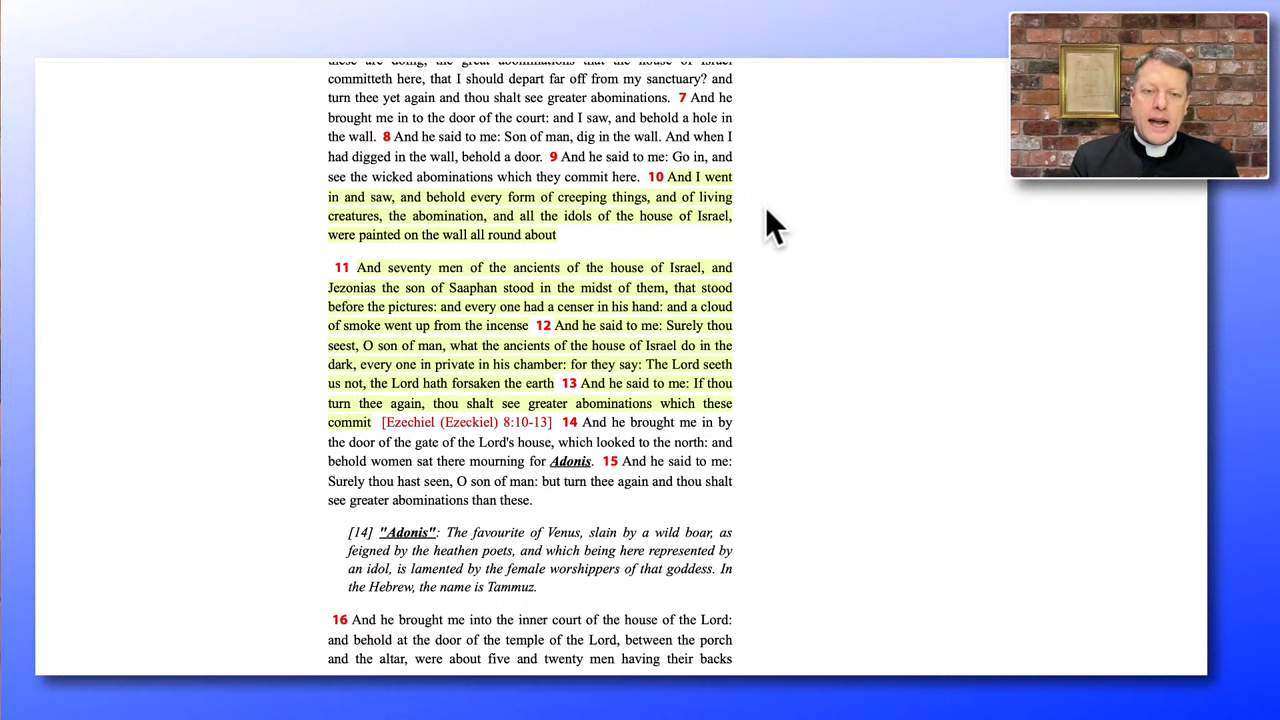 these are doing, the great abominations that the house of Israel
committeth here, that I should depart far off from my sanctuary? and
turn thee yet again and thou shalt see greater abominations. 7 And he
brought me in to the door of the court: and I saw, and behold a hole in
the wall. 8 And he said to me: Son of man, dig in the wall. And when I
had digged in the wall, behold a door. 9 And he said to me: Go in, and
see the wicked abominations which they commit here. 10 And I went
in and saw, and behold every form of creeping things, and of living
creatures, the abomination, and all the idols of the house of Israel,
were painted on the wall all round about
11 And seventy men of the ancients of the house of Israel, and
Jezonias the son of Saaphan stood in the midst of them, that stood
before the pictures: and every one had a censer in his hand: and a cloud
of smoke went up from the incense 12 And he said to me: Surely thou
seest, O son of man, what the ancients of the house of Israel do in the
dark, every one in private in his chamber: for they say: The Lord seeth
us not, the Lord hath forsaken the earth 13 And he said to me: If thou
turn thee again, thou shalt see greater abominations which these
commit [Ezechiel (Ezeckiel) 8:10-13] 14 And he brought me in by
the door of the gate of the Lord's house, which looked to the north: and
behold women sat there mourning for Adonis. 15 And he said to me:
Surely thou hast seen, O son of man: but turn thee again and thou shalt
see greater abominations than these.
[14] "Adonis": The favourite of Venus, slain by a wild boar, as
feigned by the heathen poets, and which being here represented by
an idol, is lamented by the female worshippers of that goddess. In
the Hebrew, the name is Tammuz.
16 And he brought me into the inner court of the house of the Lord:
and behold at the door of the temple of the Lord, between the porch
and the altar, were about five and twenty men having their backs